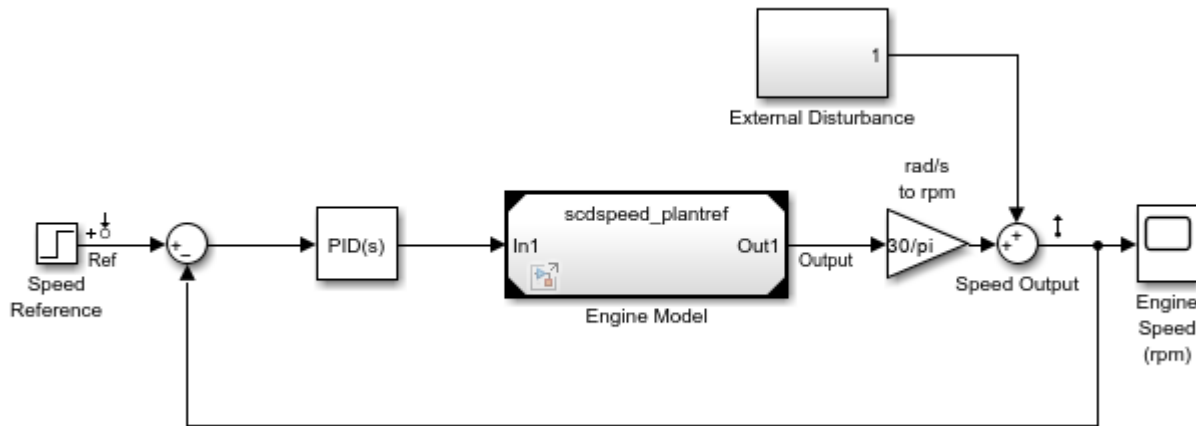 1
External Disturbance
rad/s
to rpm
scdspeed_plantref
+
Ref
+
−
PID(s)
In1
Out1
Output
30/pi
+
+
Speed
Reference
Engine Model
Speed Output
Engine
Speed
(rpm)